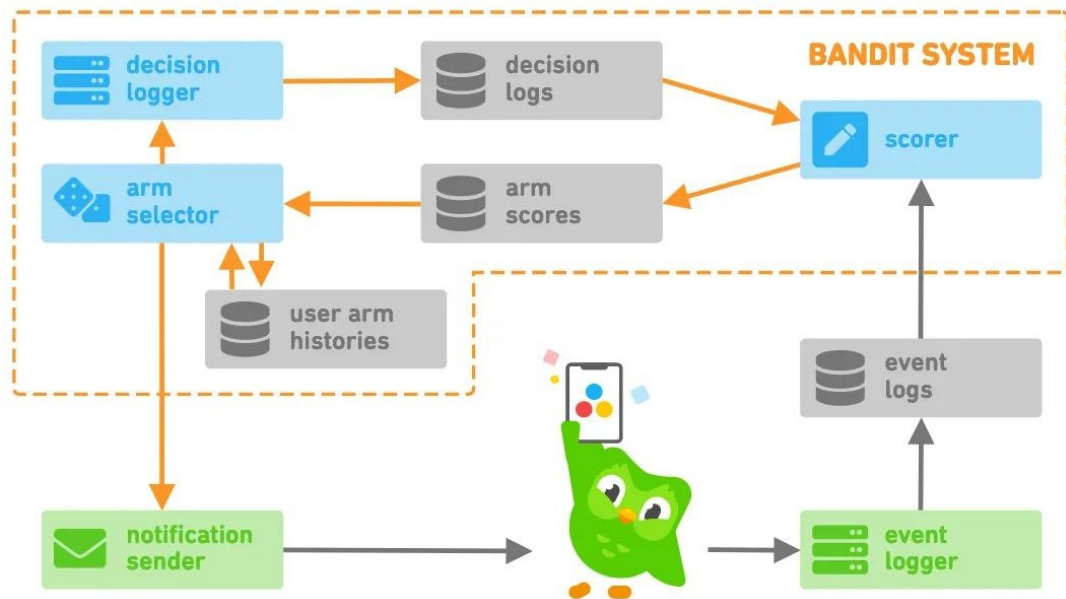 decision
logger
decision
logs
BANDIT SYSTEM
scorer
arm
selector
arm
scores
user arm
histories
event
logs
notification
sender
event
logger